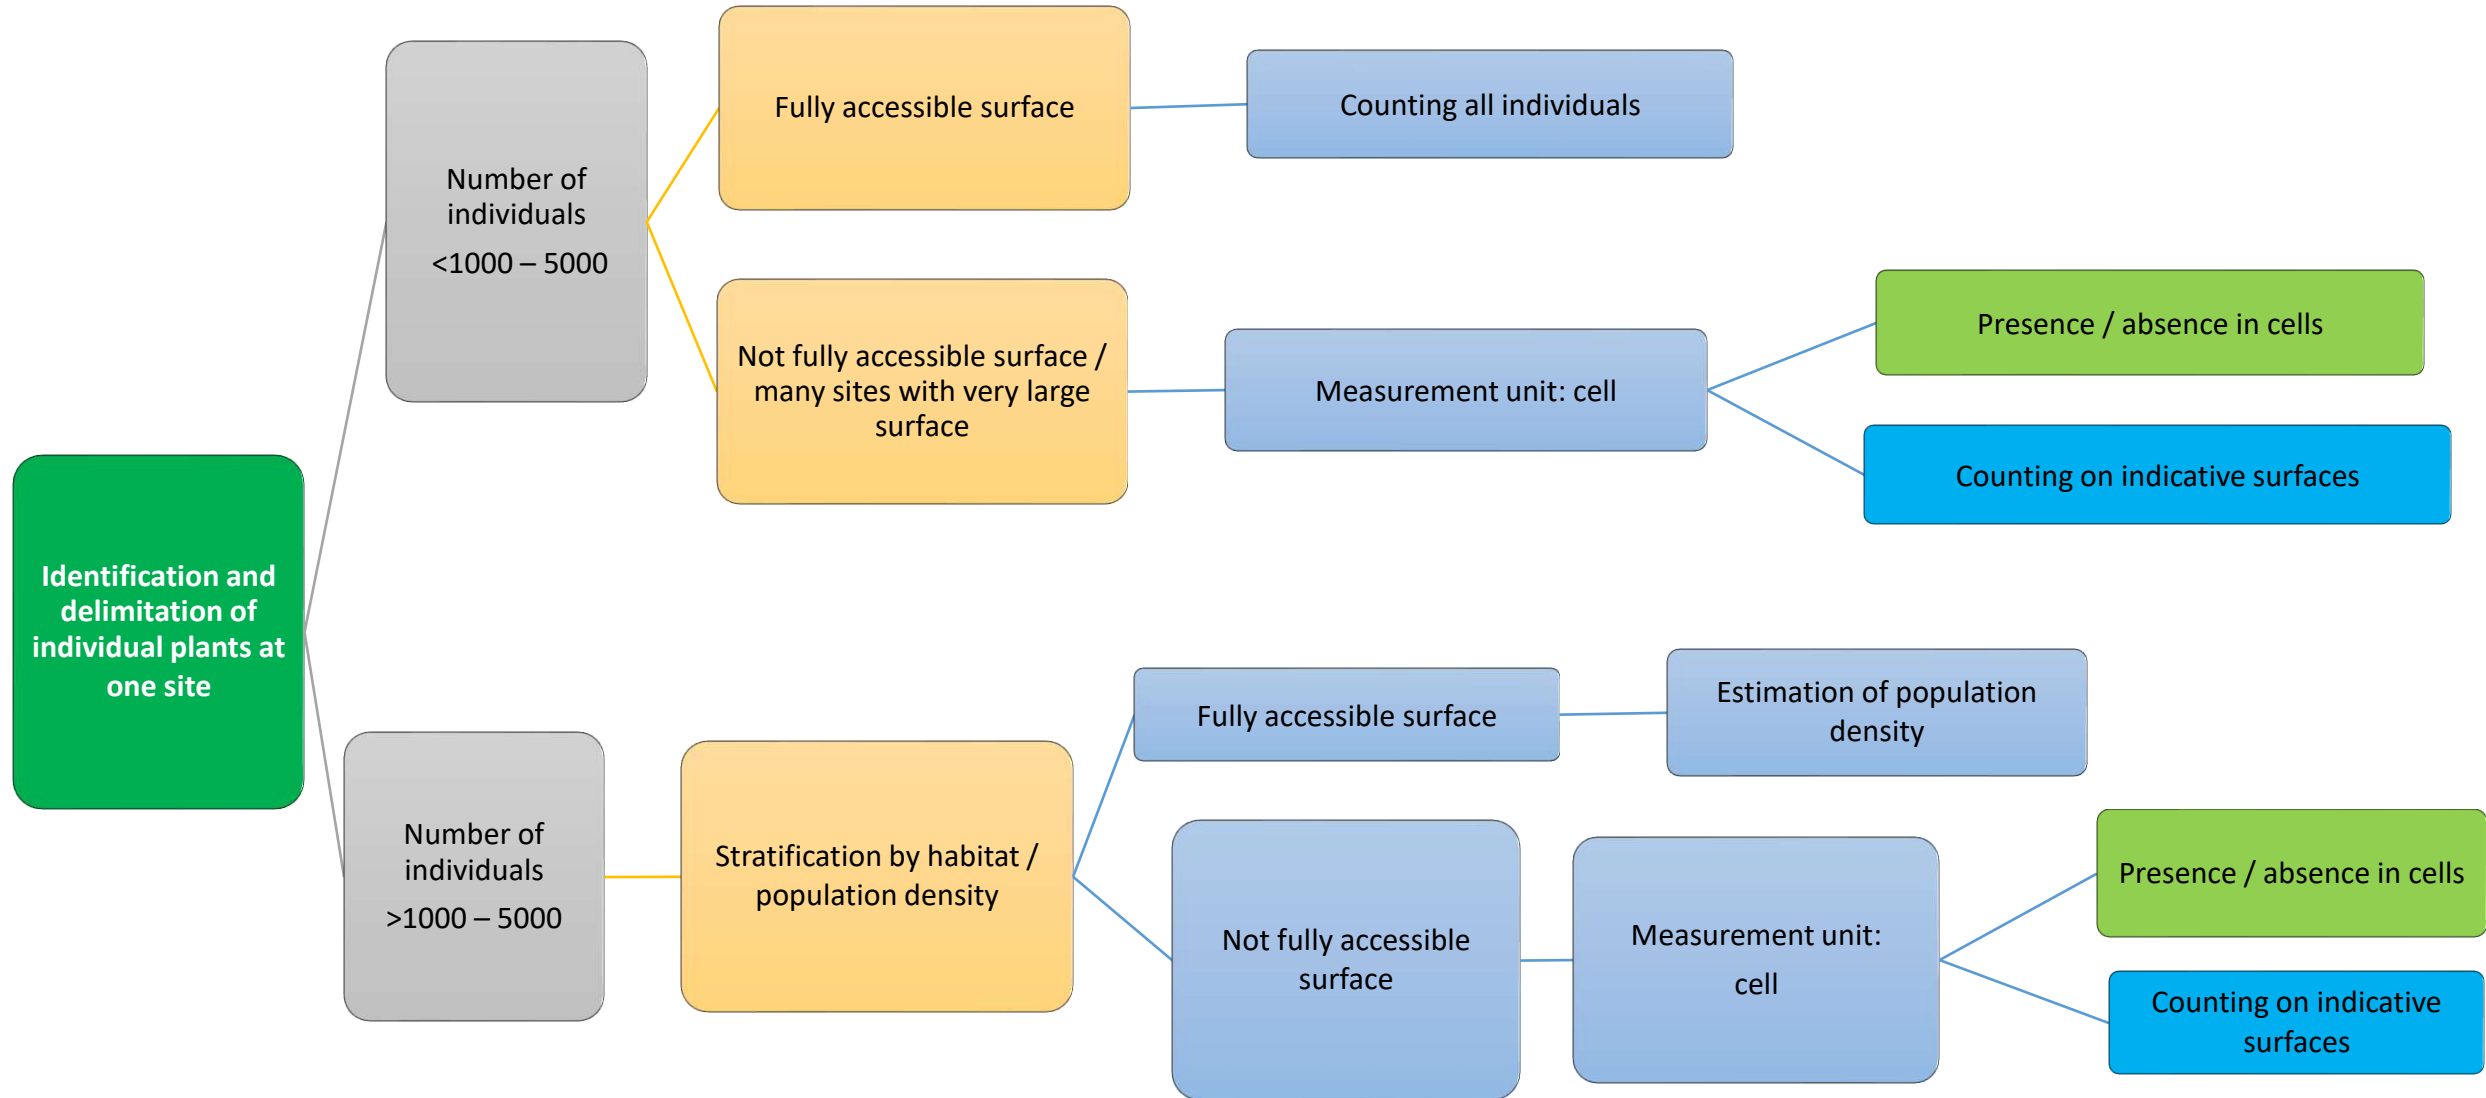 Identification and
delimitation of
individual plants at
one site
Number of
individuals
<1000 – 5000
Fully accessible surface
Counting all individuals
Not fully accessible surface /
many sites with very large
surface
Measurement unit: cell
Presence / absence in cells
Counting on indicative surfaces
Number of
individuals
>1000 – 5000
Stratification by habitat /
population density
Fully accessible surface
Estimation of population
density
Not fully accessible
surface
Measurement unit:
cell
Presence / absence in cells
Counting on indicative
surfaces